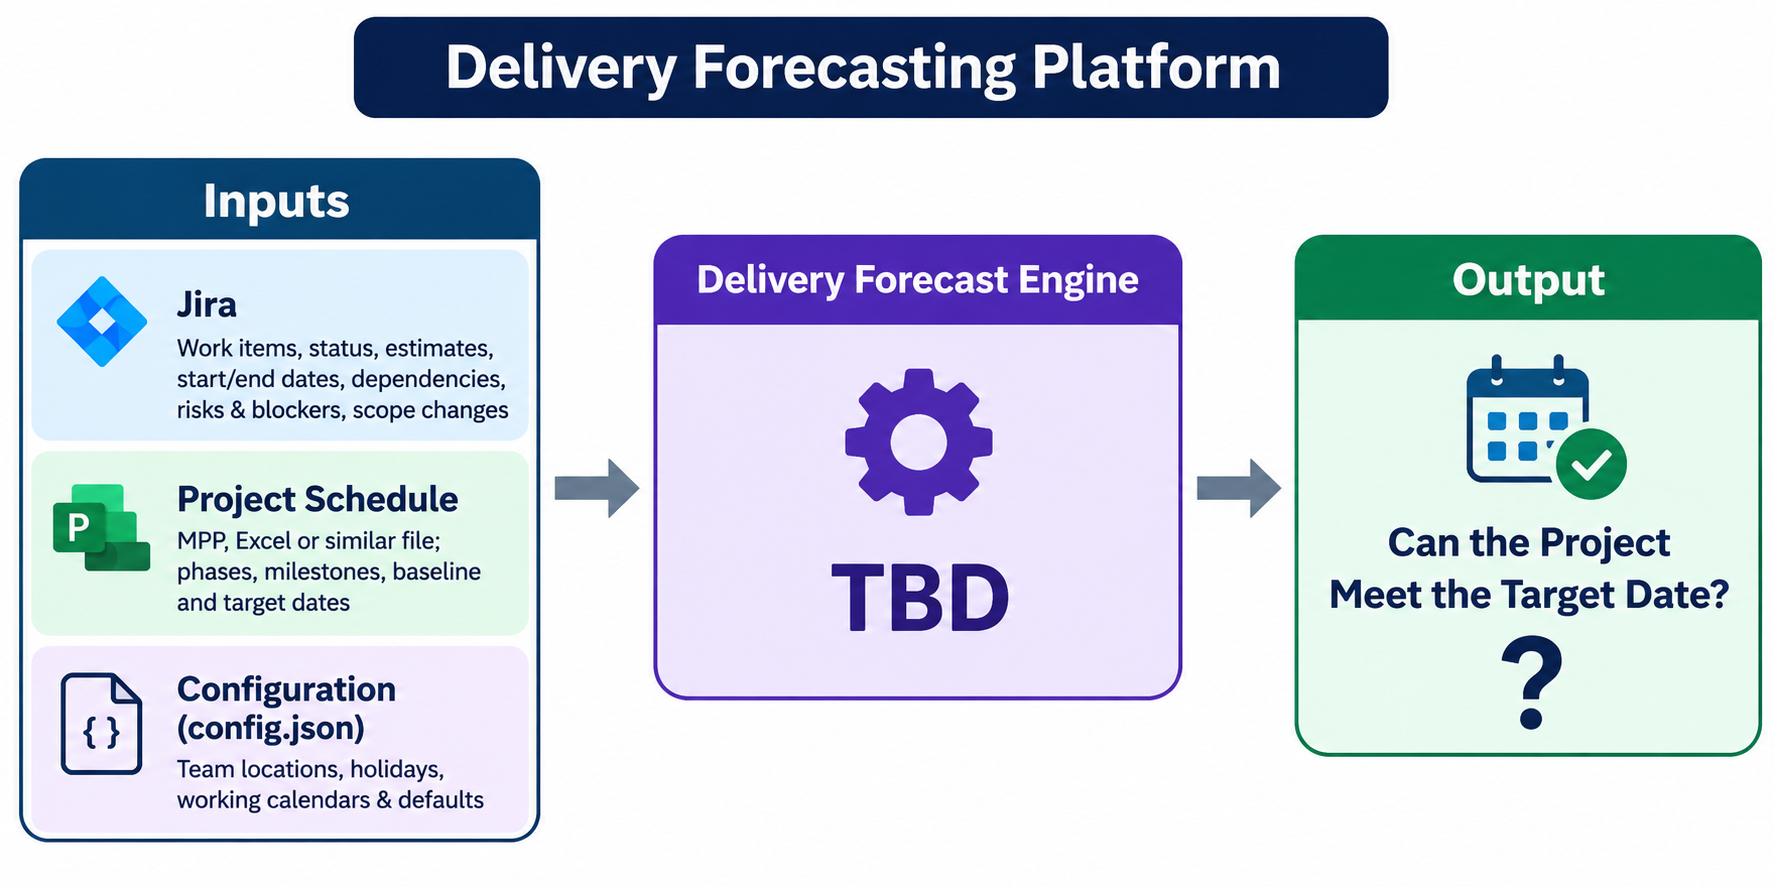 Delivery Forecasting Platform
Inputs
Jira
Work items, status, estimates,
start/end dates, dependencies,
risks & blockers, scope changes
P
Project Schedule
MPP, Excel or similar file;
phases, milestones, baseline
and target dates
{ }
Configuration
(config.json)
Team locations, holidays,
working calendars & defaults
Delivery Forecast Engine
TBD
Output
Can the Project
Meet the Target Date?
?